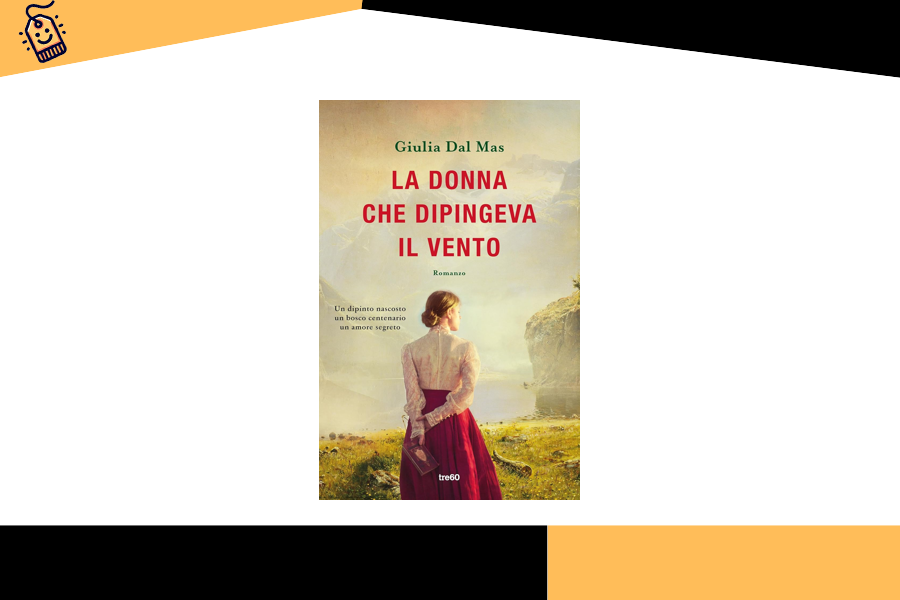 Giulia Dal Mas
LA DONNA
CHE DIPINGEVA
IL VENTO
Romanzo
Un dipinto nascosto
un bosco centenario
un amore segreto
tre60